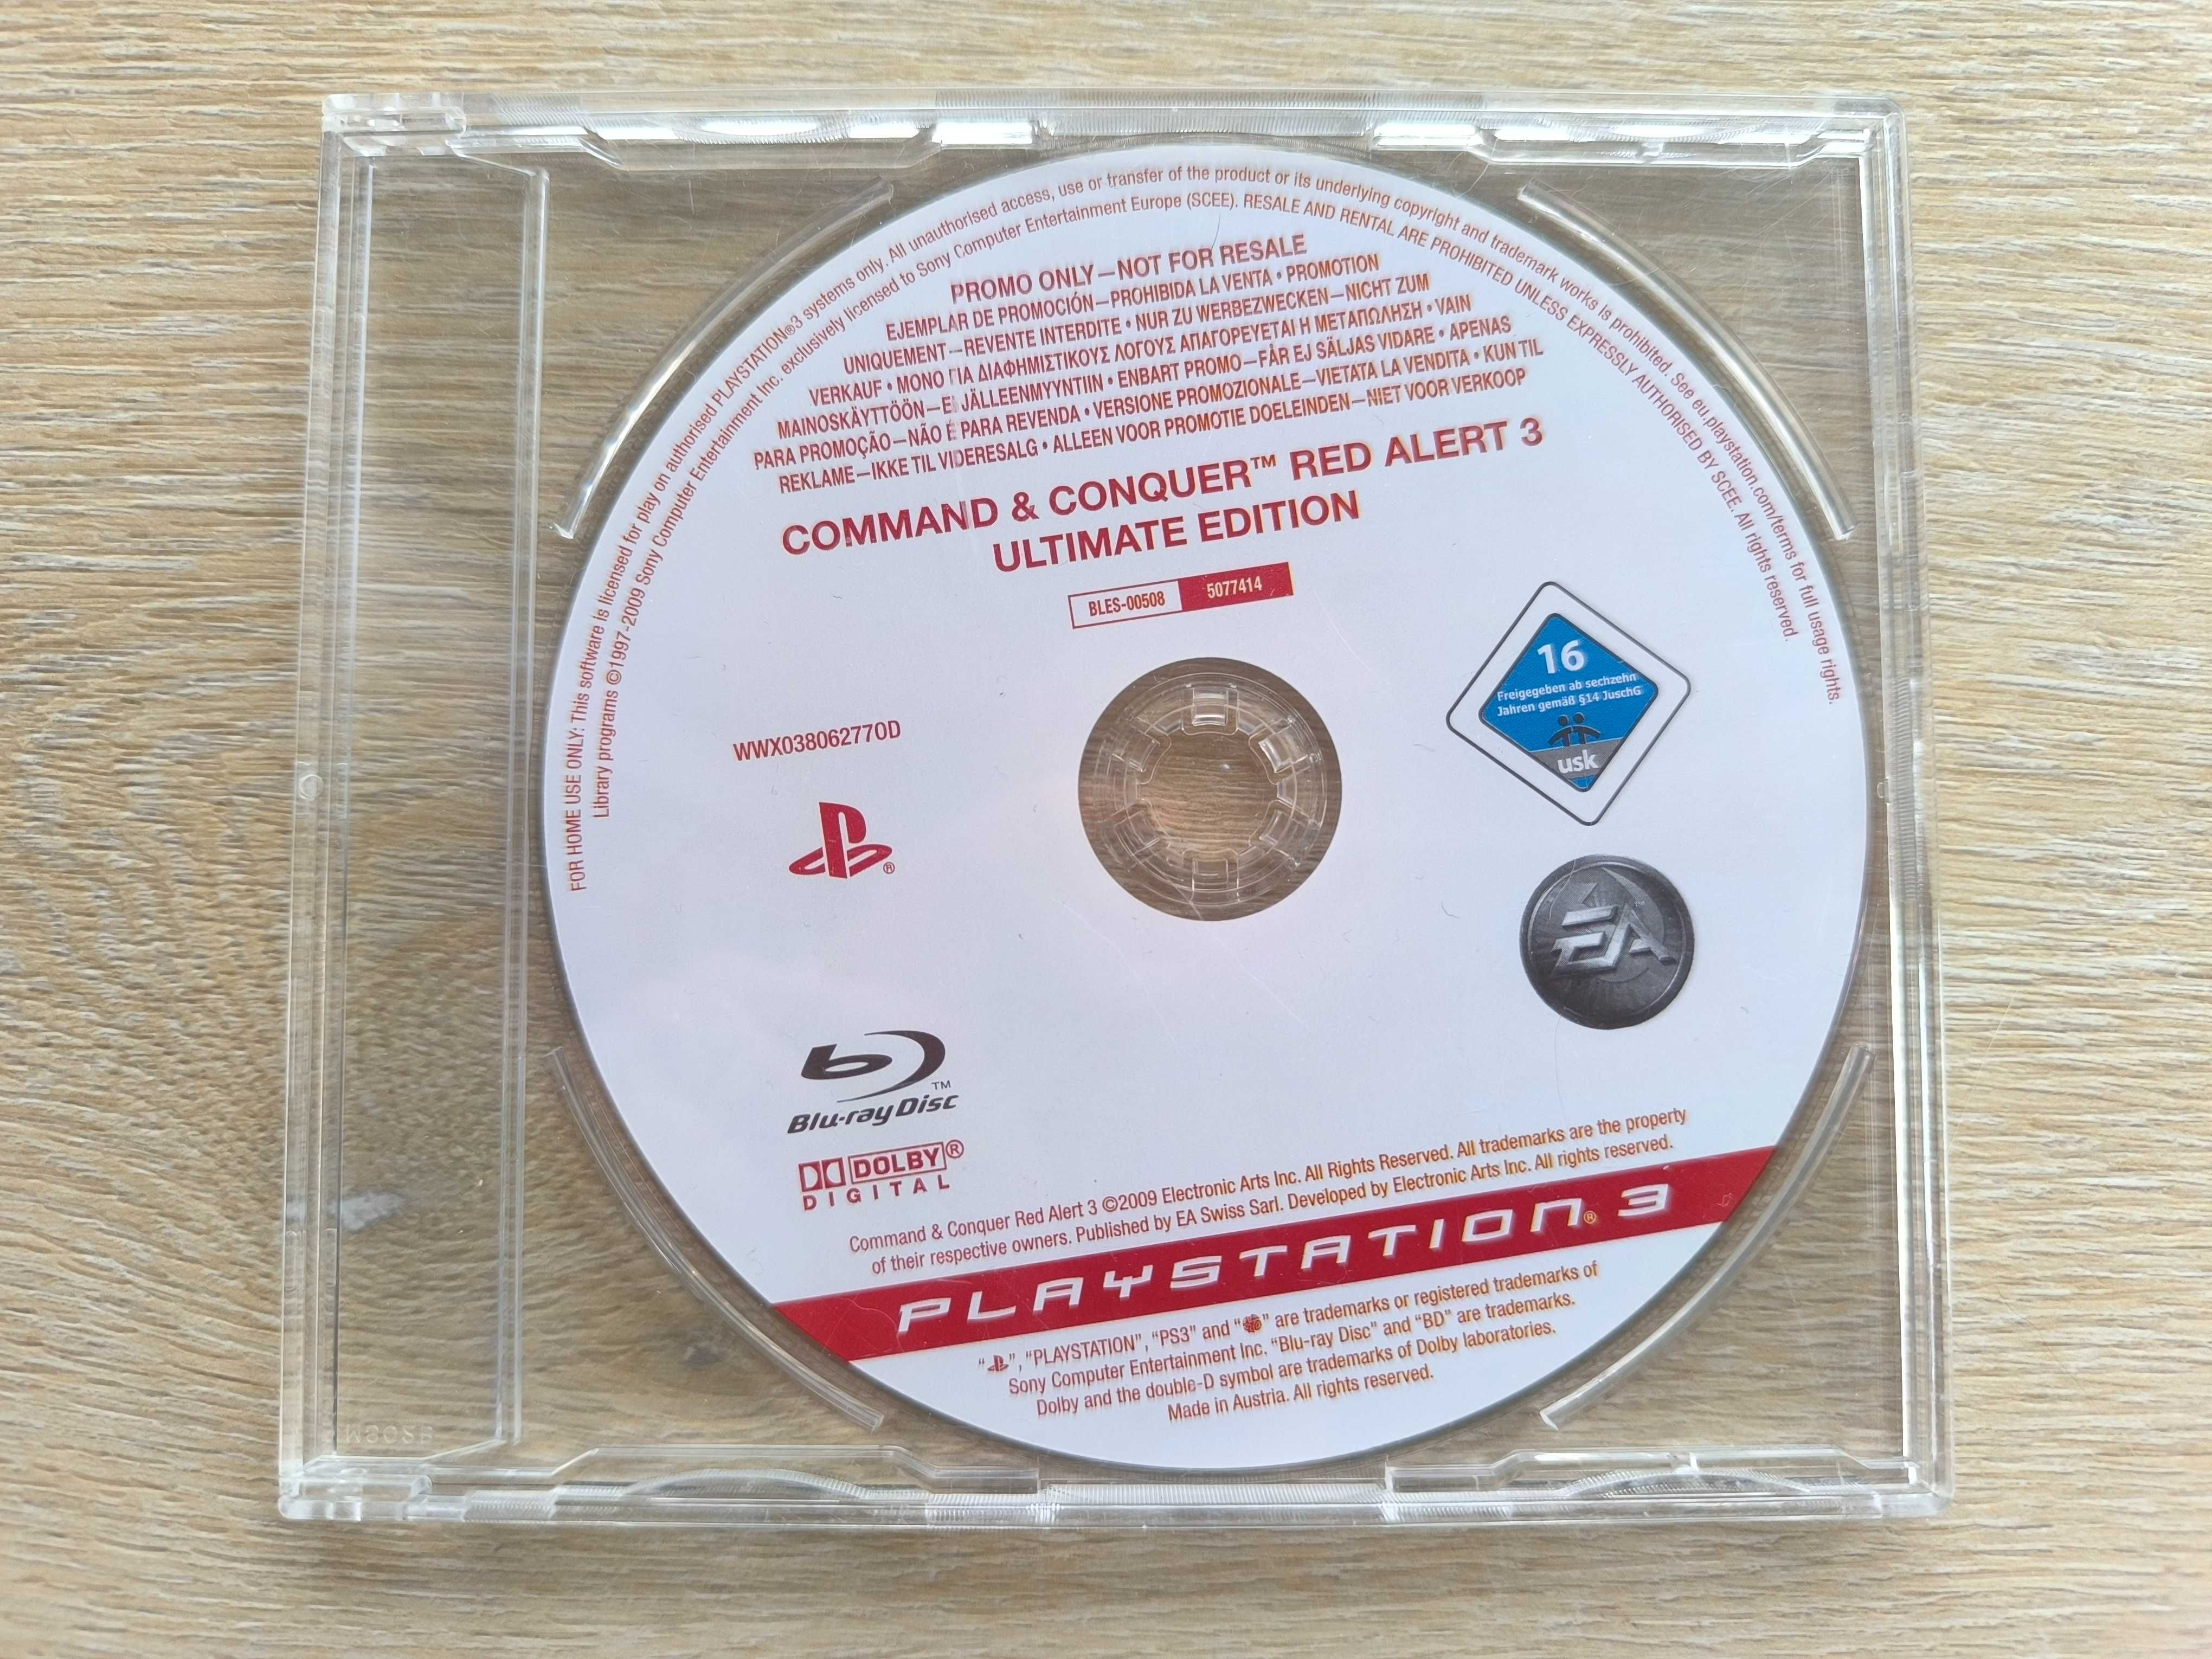 FOR HOME USE ONLY: This software is licensed for play on authorised PLAYSTATION®3 systems only. All unauthorised access, use or transfer of the product or its underlying copyright and trademark works is prohibited. See eu.playstation.com/terms for full usage rights.
Library programs ©1997-2009 Sony Computer Entertainment Inc. exclusively licensed to Sony Computer Entertainment Europe (SCEE). RESALE AND RENTAL ARE PROHIBITED UNLESS EXPRESSLY AUTHORISED BY SCEE. All rights reserved.
PROMO ONLY—NOT FOR RESALE
EJEMPLAR DE PROMOCIÓN—PROHIBIDA LA VENTA • PROMOTION
UNIQUEMENT—REVENTE INTERDITE • NUR ZU WERBEZWECKEN—NICHT ZUM
VERKAUF • ΜΟΝΟ ΓΙΑ ΔΙΑΦΗΜΙΣΤΙΚΟΥΣ ΛΟΓΟΥΣ ΑΠΑΓΟΡΕΥΕΤΑΙ Η ΜΕΤΑΠΩΛΗΣΗ • VAIN
MAINOSKÄYTTÖÖN—EI JÄLLEENMYYNTIIN • ENBART PROMO—FÅR EJ SÄLJAS VIDARE • APENAS
PARA PROMOÇÃO—NÃO É PARA REVENDA • VERSIONE PROMOZIONALE—VIETATA LA VENDITA • KUN TIL
REKLAME—IKKE TIL VIDERESALG • ALLEEN VOOR PROMOTIE DOELEINDEN—NIET VOOR VERKOOP
COMMAND & CONQUER™ RED ALERT 3
ULTIMATE EDITION
BLES-00508 5077414
16
Freigegeben ab sechzehn
Jahren gemäß §14 JuschG
usk
WWX03806277OD
®
EA
Blu-ray Disc™
DOLBY®
DIGITAL
Command & Conquer Red Alert 3 ©2009 Electronic Arts Inc. All Rights Reserved. All trademarks are the property
of their respective owners. Published by EA Swiss Sarl. Developed by Electronic Arts Inc. All rights reserved.
PLAYSTATION®3
“ ”, “PLAYSTATION”, “PS3” and “ ” are trademarks or registered trademarks of
Sony Computer Entertainment Inc. “Blu-ray Disc” and “BD” are trademarks.
Dolby and the double-D symbol are trademarks of Dolby laboratories.
Made in Austria. All rights reserved.